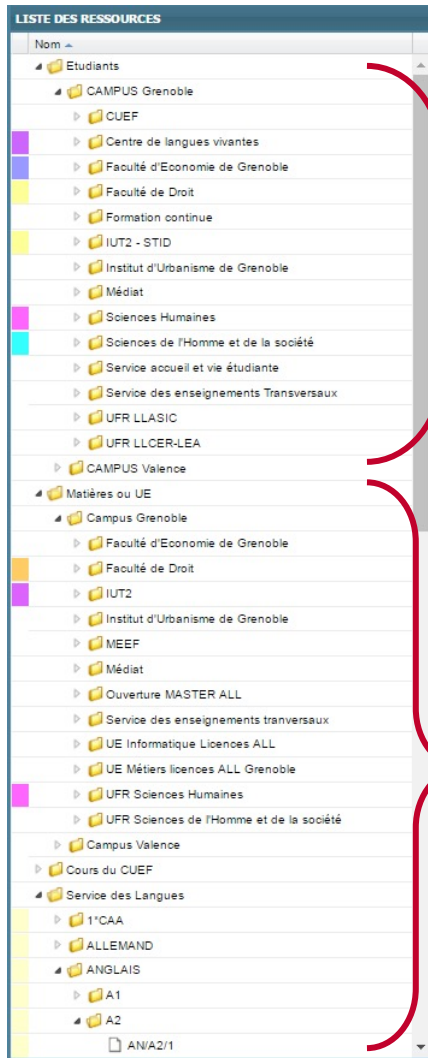 LISTE DES RESSOURCES
Nom
Etudiants
CAMPUS Grenoble
CUEF
Centre de langues vivantes
Faculté d'Economie de Grenoble
Faculté de Droit
Formation continue
IUT2 - STID
Institut d'Urbanisme de Grenoble
Médiat
Sciences Humaines
Sciences de l'Homme et de la société
Service accueil et vie étudiante
Service des enseignements Transversaux
UFR LLASIC
UFR LLCER-LEA
CAMPUS Valence
Matières ou UE
Campus Grenoble
Faculté d'Economie de Grenoble
Faculté de Droit
IUT2
Institut d'Urbanisme de Grenoble
MEEF
Médiat
Ouverture MASTER ALL
Service des enseignements tranversaux
UE Informatique Licences ALL
UE Métiers licences ALL Grenoble
UFR Sciences Humaines
UFR Sciences de l'Homme et de la société
Campus Valence
Cours du CUEF
Service des Langues
1*CAA
ALLEMAND
ANGLAIS
A1
A2
AN/A2/1